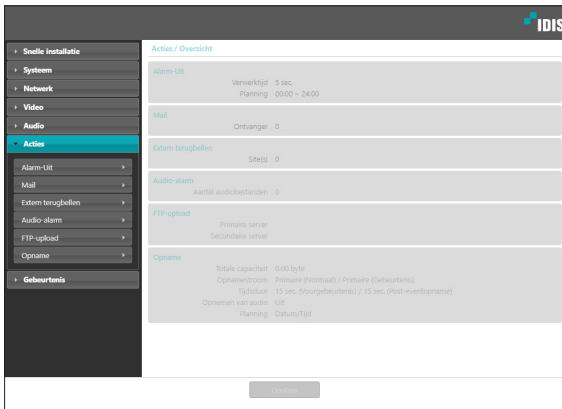 IDIS
Snelle installatie
Systeem
Netwerk
Video
Audio
Acties
Alarm-Uit
Mail
Extern terugbellen
Audio-alarm
FTP-upload
Opname
Gebeurtenis
Acties / Overzicht
Alarm-Uit
Verwerktijd 5 sec.
Planning 00:00 ~ 24:00
Mail
Ontvanger 0
Extern terugbellen
Site(s) 0
Audio-alarm
Aantal audiobestanden 0
FTP-upload
Primaire server
Secundaire server
Opname
Totale capaciteit 0.00 byte
Opnamestroom Primaire (Normaal) / Primaire (Gebeurtenis)
Tijdsduur 15 sec. (Voorgebeurtenis) / 15 sec. (Post-eventopname)
Opnemen van audio Uit
Planning Datum/Tijd